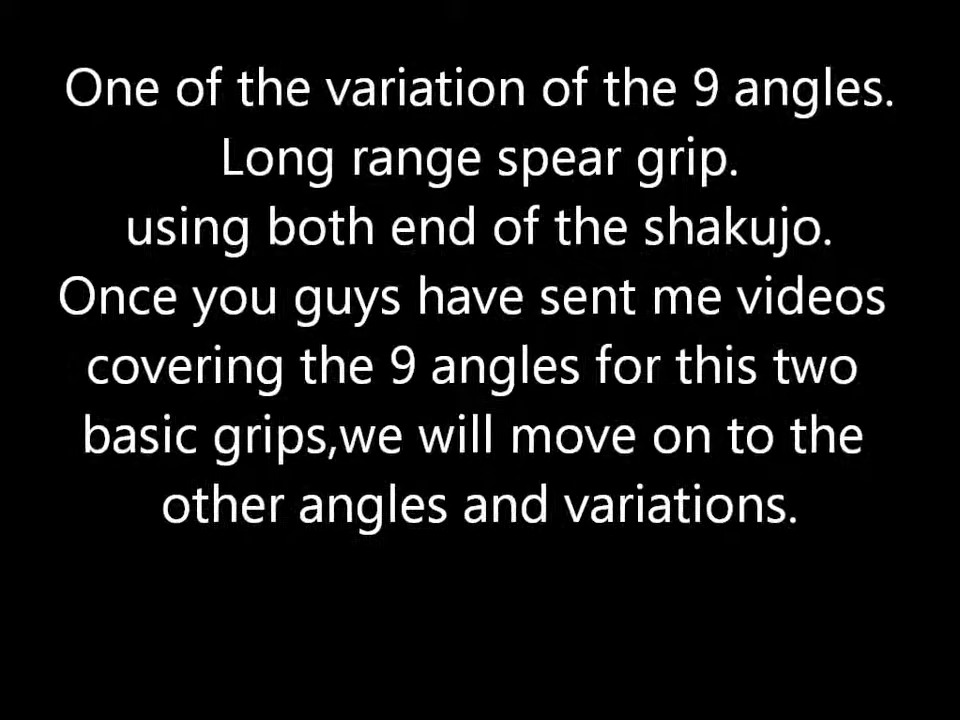 One of the variation of the 9 angles.
Long range spear grip.
using both end of the shakujo.
Once you guys have sent me videos
covering the 9 angles for this two
basic grips,we will move on to the
other angles and variations.